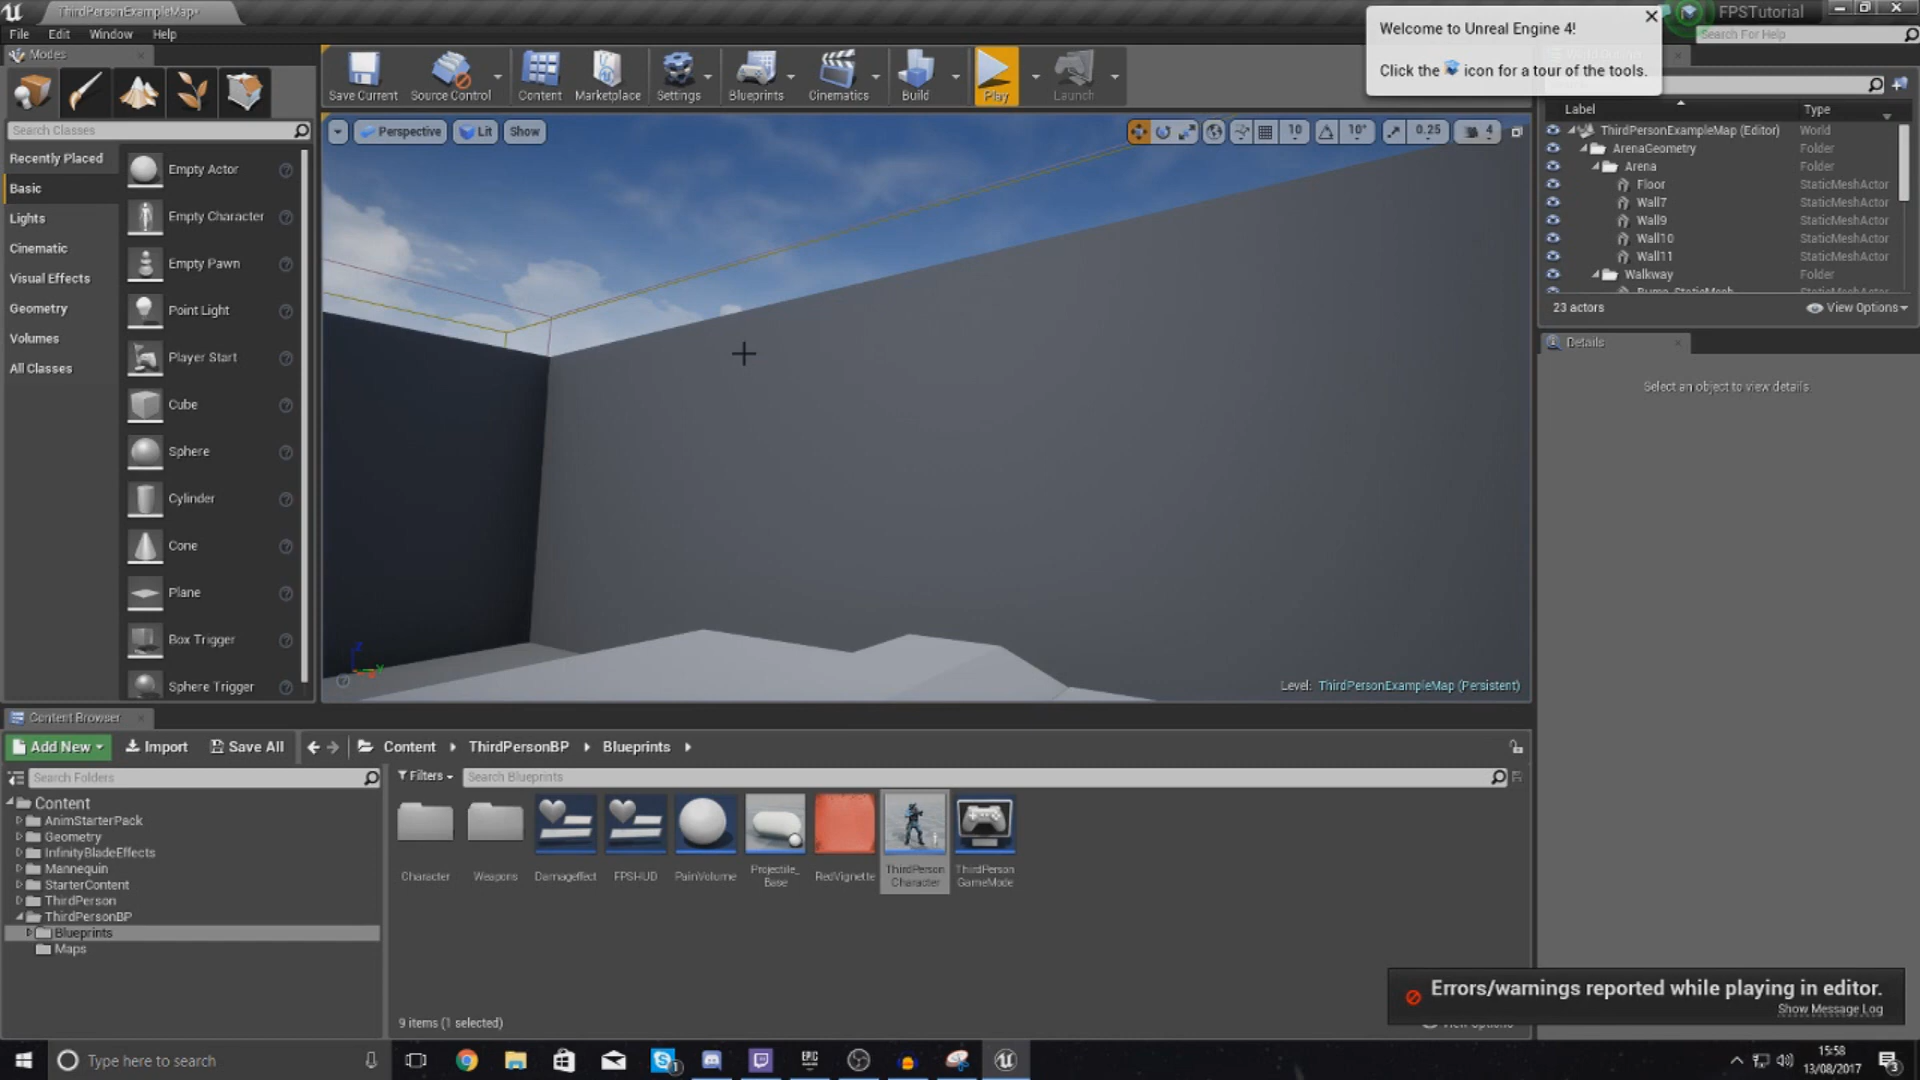 ThirdPersonExampleMap*
FPSTutorial
File Edit Window Help
Search For Help
Welcome to Unreal Engine 4!
Click the icon for a tour of the tools.
Modes
Save Current
Source Control
Content
Marketplace
Settings
Blueprints
Cinematics
Build
Play
Launch
Search Classes
Recently Placed
Basic
Lights
Cinematic
Visual Effects
Geometry
Volumes
All Classes
Empty Actor
Empty Character
Empty Pawn
Point Light
Player Start
Cube
Sphere
Cylinder
Cone
Plane
Box Trigger
Sphere Trigger
Perspective
Lit
Show
10
10°
0.25
4
Level: ThirdPersonExampleMap (Persistent)
Label Type
ThirdPersonExampleMap (Editor) World
ArenaGeometry Folder
Arena Folder
Floor StaticMeshActor
Wall7 StaticMeshActor
Wall9 StaticMeshActor
Wall10 StaticMeshActor
Wall11 StaticMeshActor
Walkway Folder
Bump_StaticMesh StaticMeshActor
23 actors
View Options
Details
Select an object to view details.
Content Browser
Add New
Import
Save All
Content
ThirdPersonBP
Blueprints
Search Folders
Filters
Search Blueprints
Content
AnimStarterPack
Geometry
InfinityBladeEffects
Mannequin
StarterContent
ThirdPerson
ThirdPersonBP
Blueprints
Maps
Character
Weapons
Damageffect
FPSHUD
PainVolume
Projectile_
Base
RedVignette
ThirdPerson
Character
ThirdPerson
GameMode
9 items (1 selected)
View Options
Errors/warnings reported while playing in editor.
Show Message Log
Type here to search
1
EPIC
15:58
13/08/2017
3